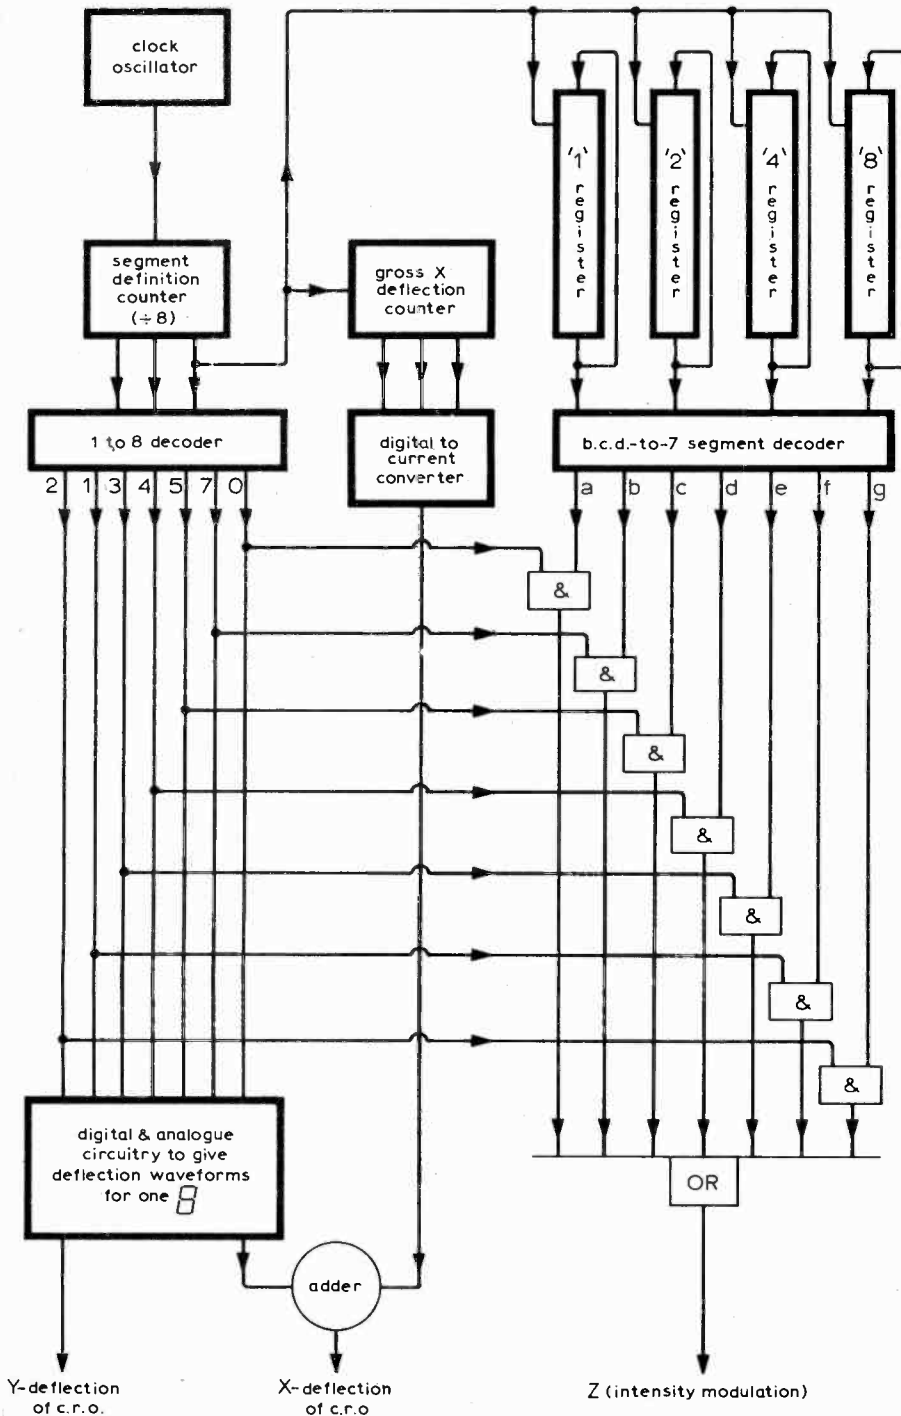 clock
oscillator
'1' register
'2' register
'4' register
'8' register
segment
definition
counter
(÷8)
gross X
deflection
counter
1 to 8 decoder
digital to
current
converter
b.c.d.-to-7 segment decoder
2 1 3 4 5 7 0
a b c d e f g
&
&
&
&
&
&
&
digital & analogue
circuitry to give
deflection waveforms
for one 8
OR
adder
Y-deflection
of c.r.o.
X-deflection
of c.r.o
Z (intensity modulation)